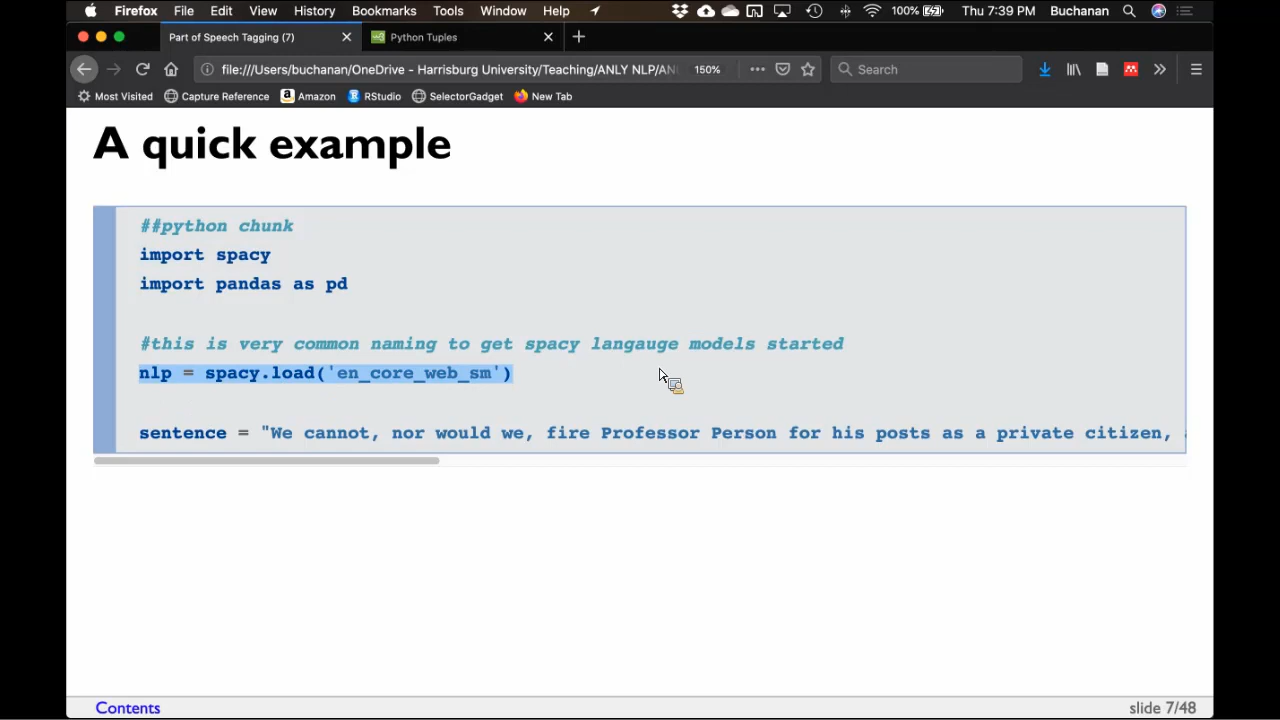 Firefox File Edit View History Bookmarks Tools Window Help 100% Thu 7:39 PM Buchanan
Part of Speech Tagging (7) Python Tuples
file:///Users/buchanan/OneDrive - Harrisburg University/Teaching/ANLY NLP/AN 150% Search
Most Visited Capture Reference Amazon RStudio SelectorGadget New Tab
A quick example
##python chunk
import spacy
import pandas as pd
#this is very common naming to get spacy langauge models started
nlp = spacy.load('en_core_web_sm')
sentence = "We cannot, nor would we, fire Professor Person for his posts as a private citizen,
Contents slide 7/48